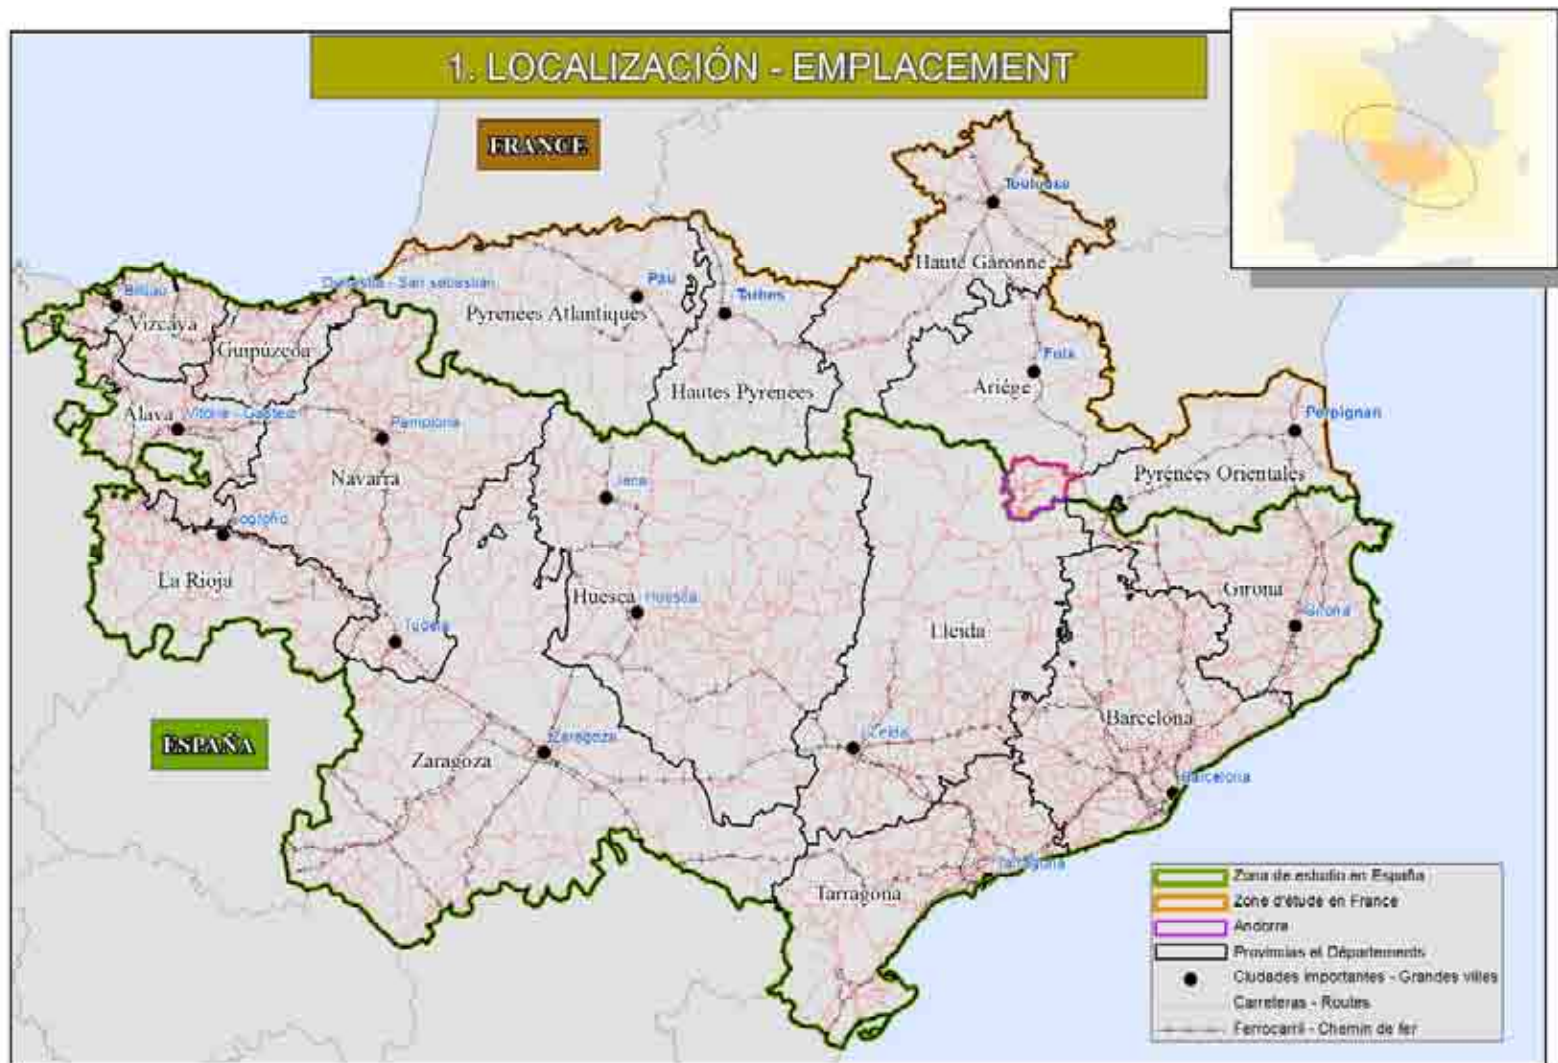 1. LOCALIZACIÓN - EMPLACEMENT
FRANCE
Toulouse
Haute Garonne
Bilbao
Vizcaya
San sebastian
Guipúzcoa
Pau
Pyrenees Atlantiques
Tarbes
Hautes Pyrenees
Foix
Ariége
Alava
Vitoria - Gasteiz
Pamplona
Navarra
Perpignan
Pyrénées Orientales
Jaca
Logroño
La Rioja
Huesca
Huesca
Lleida
Girona
Girona
Tudela
ESPAÑA
Zaragoza
Zaragoza
Barcelona
Barcelona
Tarragona
Tarragona
Zona de estudio en España
Zone d'étude en France
Andorra
Provincias et Départements
Ciudades importantes - Grandes villes
Carreteras - Routes
Ferrocarril - Chemin de fer